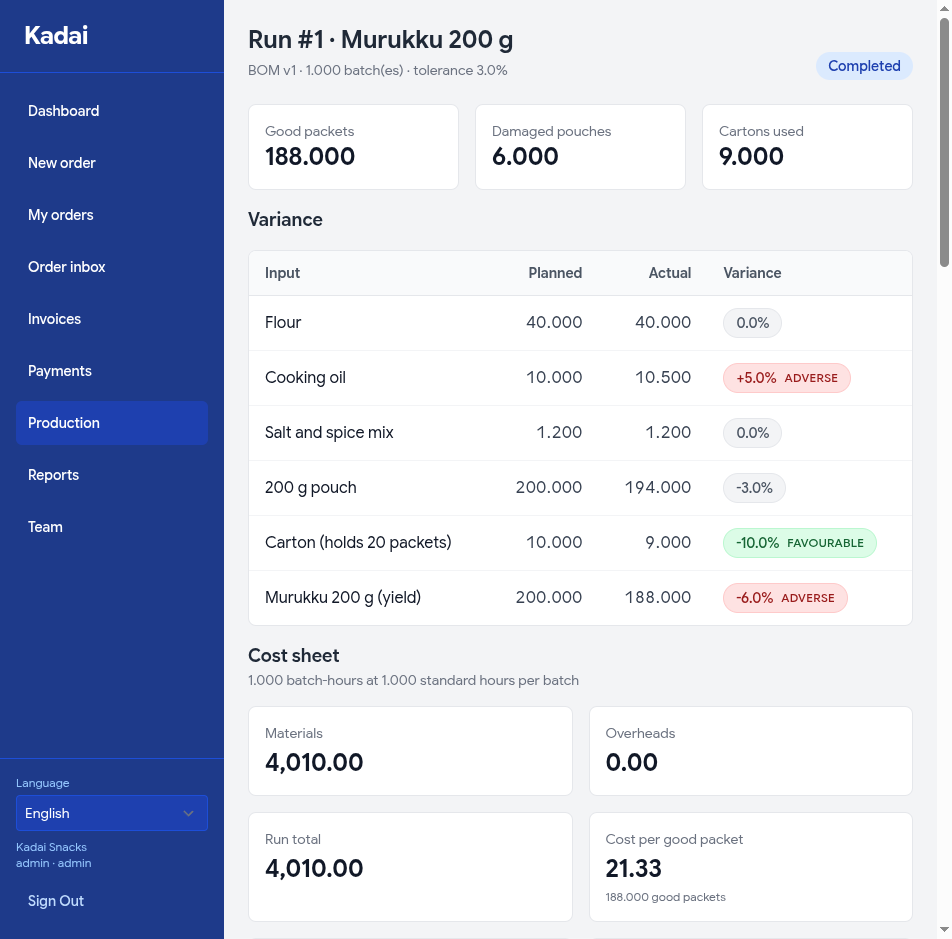 Kadai
Dashboard
New order
My orders
Order inbox
Invoices
Payments
Production
Reports
Team
Language
English
Kadai Snacks
admin · admin
Sign Out
Run #1 · Murukku 200 g
BOM v1 · 1.000 batch(es) · tolerance 3.0%
Completed
Good packets
188.000
Damaged pouches
6.000
Cartons used
9.000
Variance
Input Planned Actual Variance
Flour 40.000 40.000 0.0%
Cooking oil 10.000 10.500 +5.0% ADVERSE
Salt and spice mix 1.200 1.200 0.0%
200 g pouch 200.000 194.000 -3.0%
Carton (holds 20 packets) 10.000 9.000 -10.0% FAVOURABLE
Murukku 200 g (yield) 200.000 188.000 -6.0% ADVERSE
Cost sheet
1.000 batch-hours at 1.000 standard hours per batch
Materials
4,010.00
Overheads
0.00
Run total
4,010.00
Cost per good packet
21.33
188.000 good packets